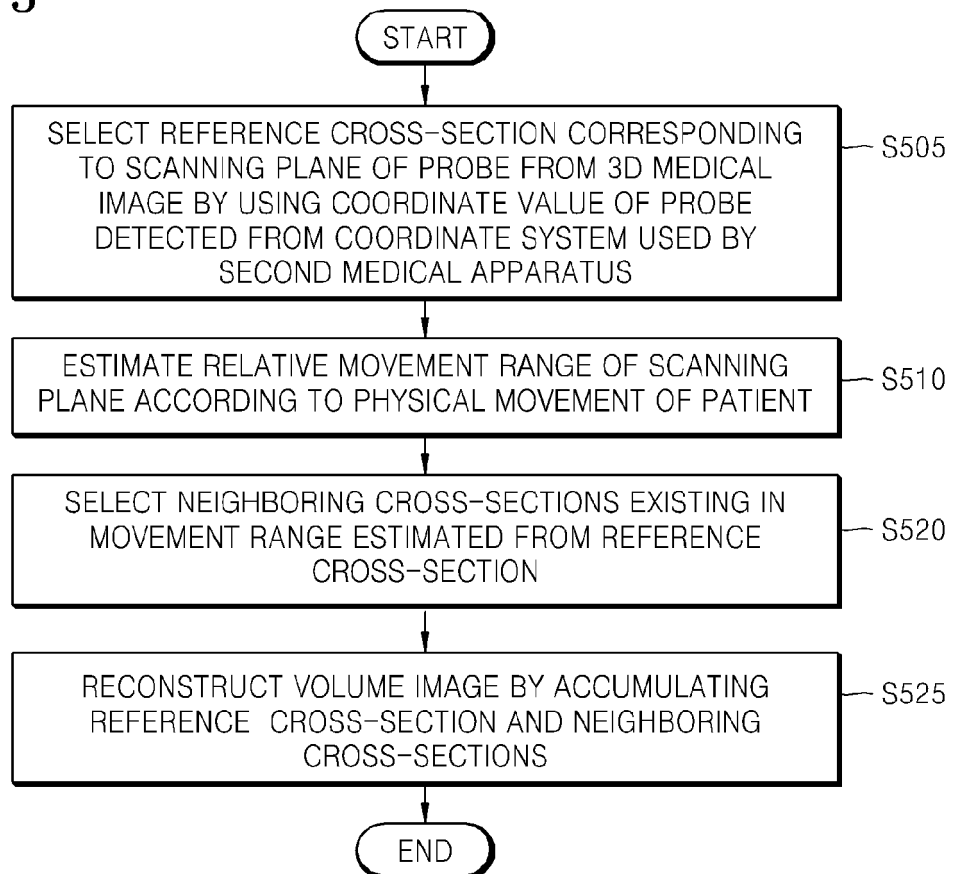 START
SELECT REFERENCE CROSS-SECTION CORRESPONDING
TO SCANNING PLANE OF PROBE FROM 3D MEDICAL
IMAGE BY USING COORDINATE VALUE OF PROBE
DETECTED FROM COORDINATE SYSTEM USED BY
SECOND MEDICAL APPARATUS
S505
ESTIMATE RELATIVE MOVEMENT RANGE OF SCANNING
PLANE ACCORDING TO PHYSICAL MOVEMENT OF PATIENT
S510
SELECT NEIGHBORING CROSS-SECTIONS EXISTING IN
MOVEMENT RANGE ESTIMATED FROM REFERENCE
CROSS-SECTION
S520
RECONSTRUCT VOLUME IMAGE BY ACCUMULATING
REFERENCE CROSS-SECTION AND NEIGHBORING
CROSS-SECTIONS
S525
END